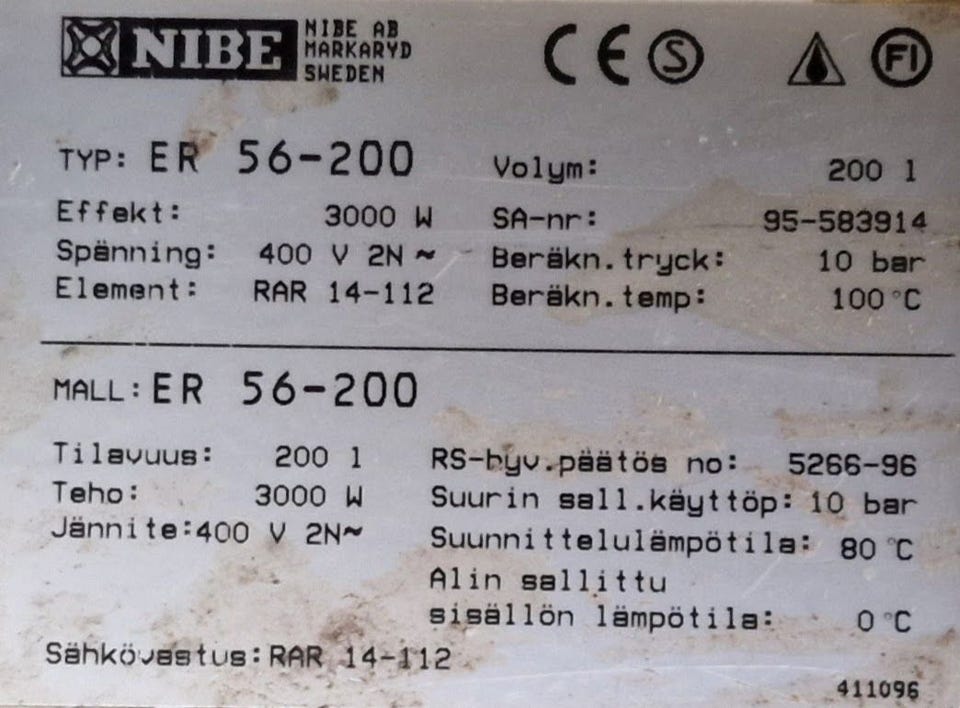 NIBE
NIBE AB
MARKARYD
SWEDEN
CE S FI
TYP: ER 56-200
Effekt: 3000 W
Spänning: 400 V 2N ~
Element: RAR 14-112
Volym: 200 l
SA-nr: 95-583914
Beräkn.tryck: 10 bar
Beräkn.temp: 100 °C
MALL: ER 56-200
Tilavuus: 200 l
Teho: 3000 W
Jännite: 400 V 2N~
RS-hyv.päätös no: 5266-96
Suurin sall.käyttöp: 10 bar
Suunnittelulämpötila: 80 °C
Alin sallittu
sisällön lämpötila: 0 °C
Sähkövastus: RAR 14-112
411096